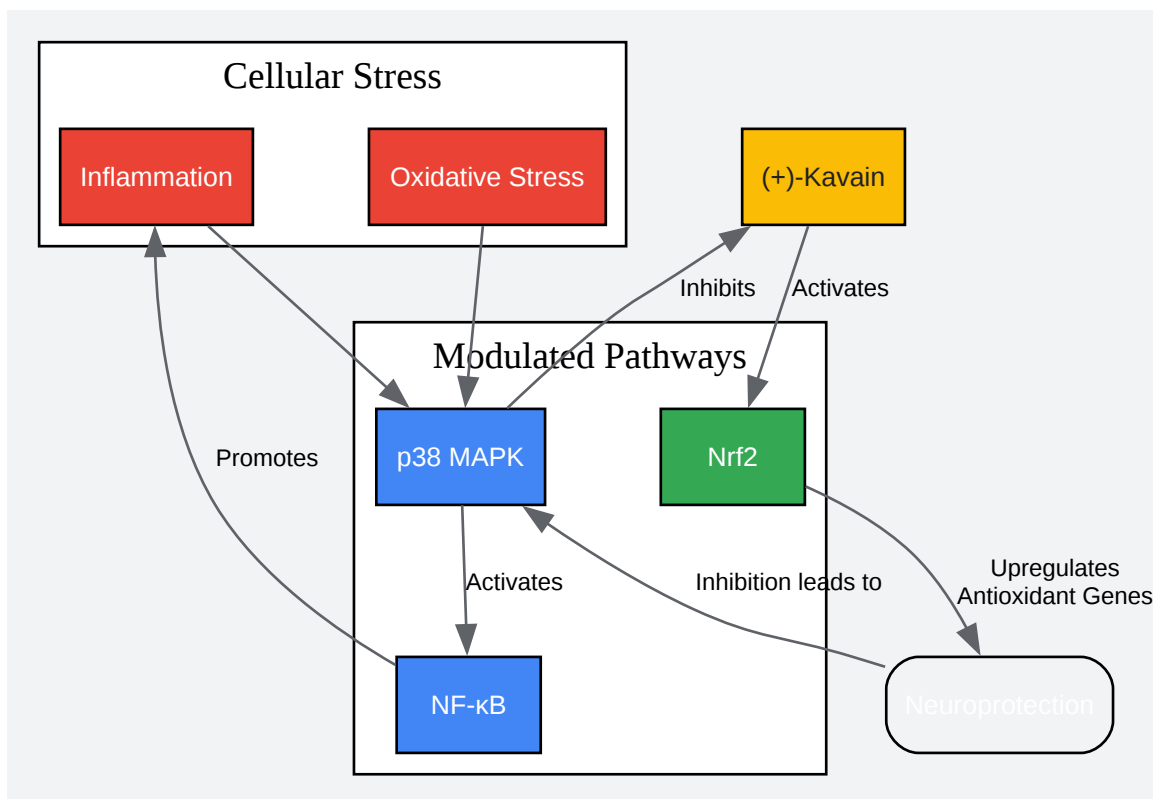 Cellular Stress
Inflammation
Oxidative Stress
(+)-Kavain
Inhibits
Activates
Modulated Pathways
p38 MAPK
Nrf2
Promotes
Activates
Inhibition leads to
Upregulates
Antioxidant Genes
NF-κB
Neuroprotection